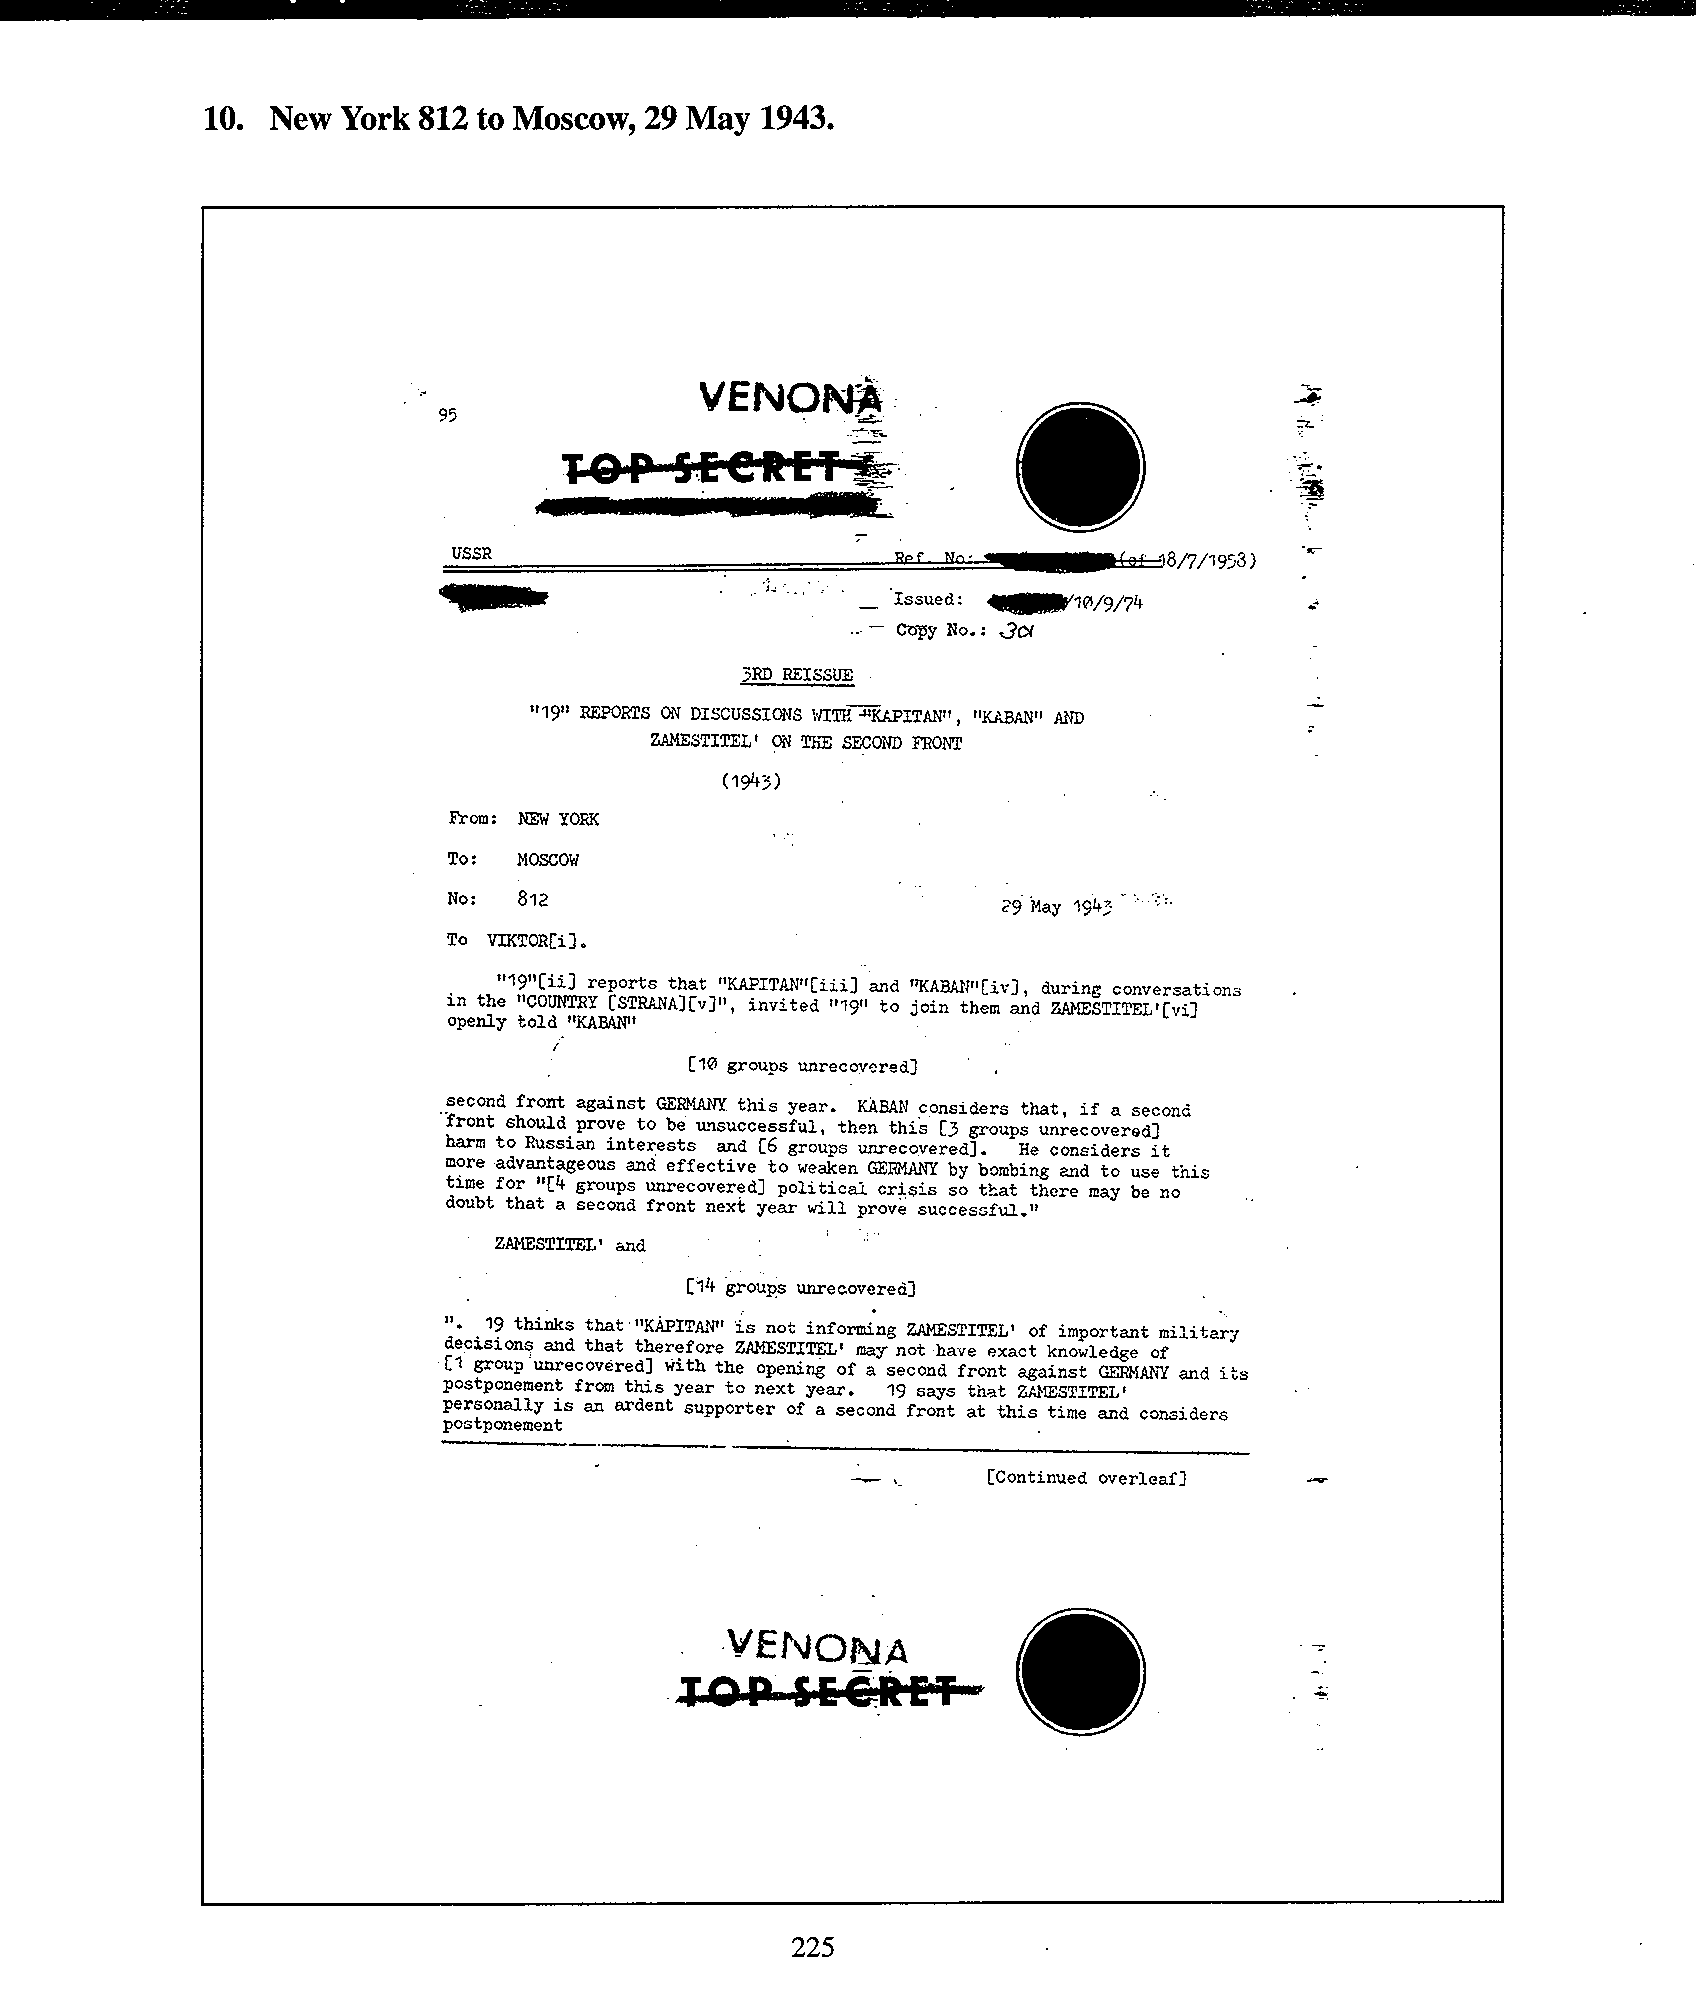 10. New York 812 to Moscow, 29 May 1943.
VENONA
95
TOP SECRET
USSR
Ref. No: (of 18/7/1953)
Issued: /10/9/74
Copy No.: 301
3RD REISSUE
"19" REPORTS ON DISCUSSIONS WITH "KAPITAN", "KABAN" AND
ZAMESTITEL' ON THE SECOND FRONT
(1943)
From: NEW YORK
To: MOSCOW
No: 812
29 May 1943
To VIKTOR[i].
"19"[ii] reports that "KAPITAN"[iii] and "KABAN"[iv], during conversations
in the "COUNTRY [STRANA][v]", invited "19" to join them and ZAMESTITEL'[vi]
openly told "KABAN"
[10 groups unrecovered]
second front against GERMANY this year. KABAN considers that, if a second
front should prove to be unsuccessful, then this [3 groups unrecovered]
harm to Russian interests and [6 groups unrecovered]. He considers it
more advantageous and effective to weaken GERMANY by bombing and to use this
time for "[4 groups unrecovered] political crisis so that there may be no
doubt that a second front next year will prove successful."
ZAMESTITEL' and
[14 groups unrecovered]
". 19 thinks that "KAPITAN" is not informing ZAMESTITEL' of important military
decisions and that therefore ZAMESTITEL' may not have exact knowledge of
[1 group unrecovered] with the opening of a second front against GERMANY and its
postponement from this year to next year. 19 says that ZAMESTITEL'
personally is an ardent supporter of a second front at this time and considers
postponement
[Continued overleaf]
VENONA
TOP SECRET
225